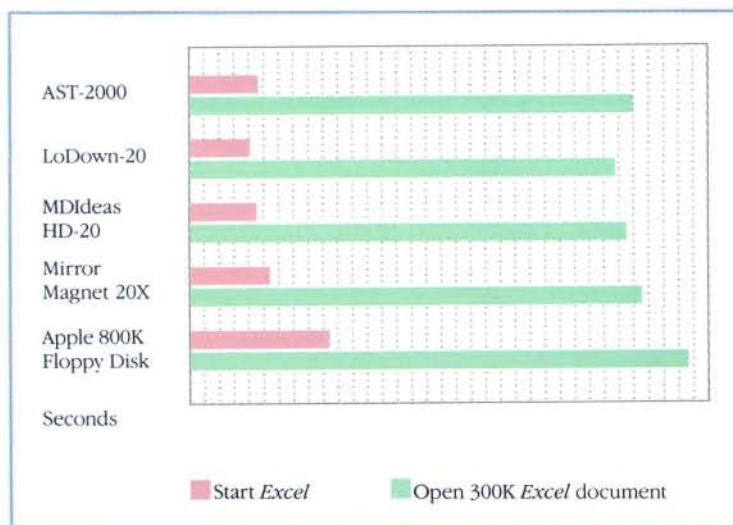 AST-2000
LoDown-20
MDIdeas
HD-20
Mirror
Magnet 20X
Apple 800K
Floppy Disk
Seconds
Start Excel
Open 300K Excel document